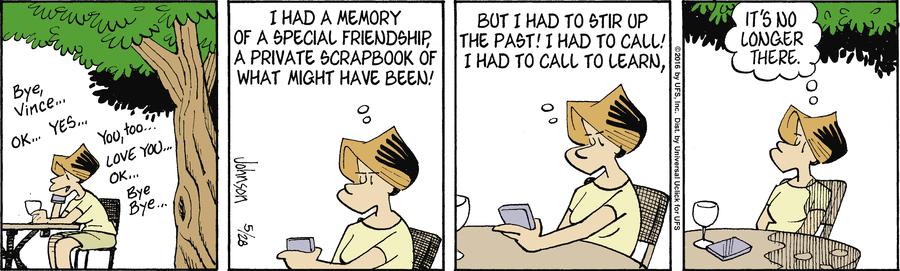 Bye,
Vince...
OK... YES...
You, too...
LOVE YOU...
OK...
Bye
Bye...
I HAD A MEMORY
OF A SPECIAL FRIENDSHIP,
A PRIVATE SCRAPBOOK OF
WHAT MIGHT HAVE BEEN!
Johnson
5/28
BUT I HAD TO STIR UP
THE PAST! I HAD TO CALL!
I HAD TO CALL TO LEARN,
©2016 by UFS, Inc. Dist. by Universal Uclick for UFS
IT'S NO
LONGER
THERE.